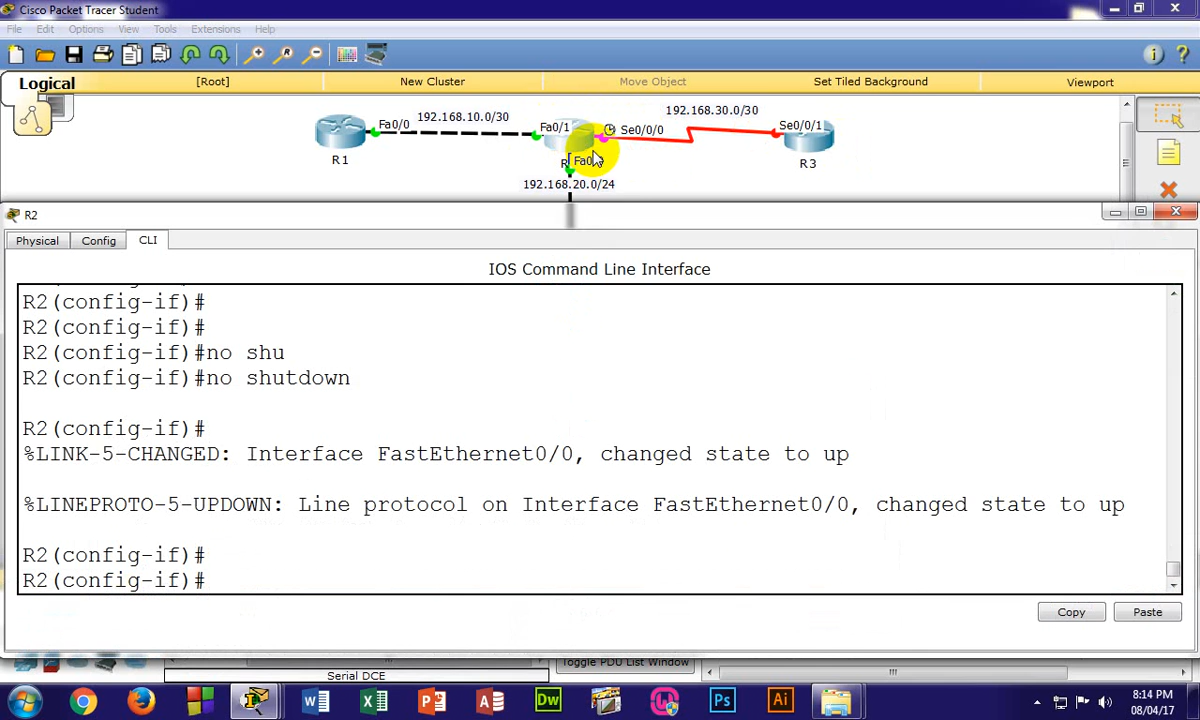 Cisco Packet Tracer Student
File Edit Options View Tools Extensions Help
Logical [Root] New Cluster Move Object Set Tiled Background Viewport
Fa0/0 192.168.10.0/30 Fa0/1 Se0/0/0 192.168.30.0/30 Se0/0/1
R1 Fa0/ R3
192.168.20.0/24
R2
Physical Config CLI
IOS Command Line Interface
R2(config-if)#
R2(config-if)#
R2(config-if)#no shu
R2(config-if)#no shutdown
R2(config-if)#
%LINK-5-CHANGED: Interface FastEthernet0/0, changed state to up
%LINEPROTO-5-UPDOWN: Line protocol on Interface FastEthernet0/0, changed state to up
R2(config-if)#
R2(config-if)#
Copy Paste
Toggle PDU List Window
Serial DCE
Dw Ps Ai
8:14 PM
08/04/17